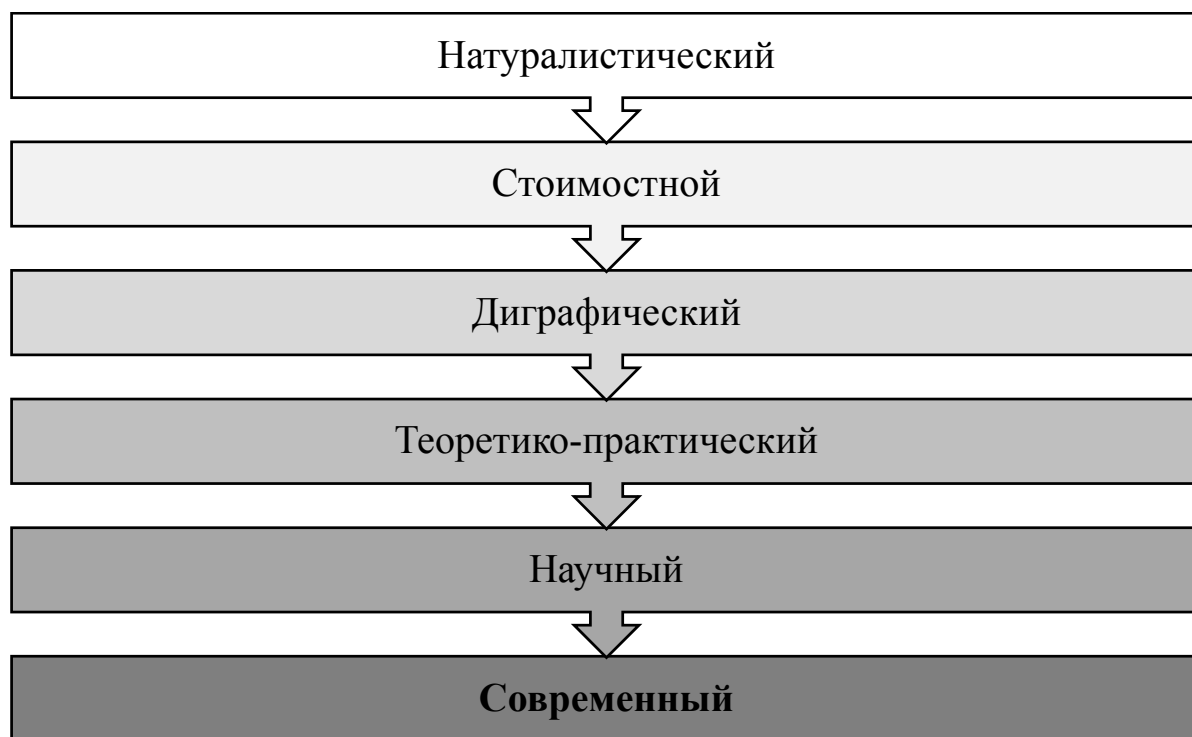 Натуралистический
Стоимостной
Диграфический
Теоретико-практический
Научный
Современный